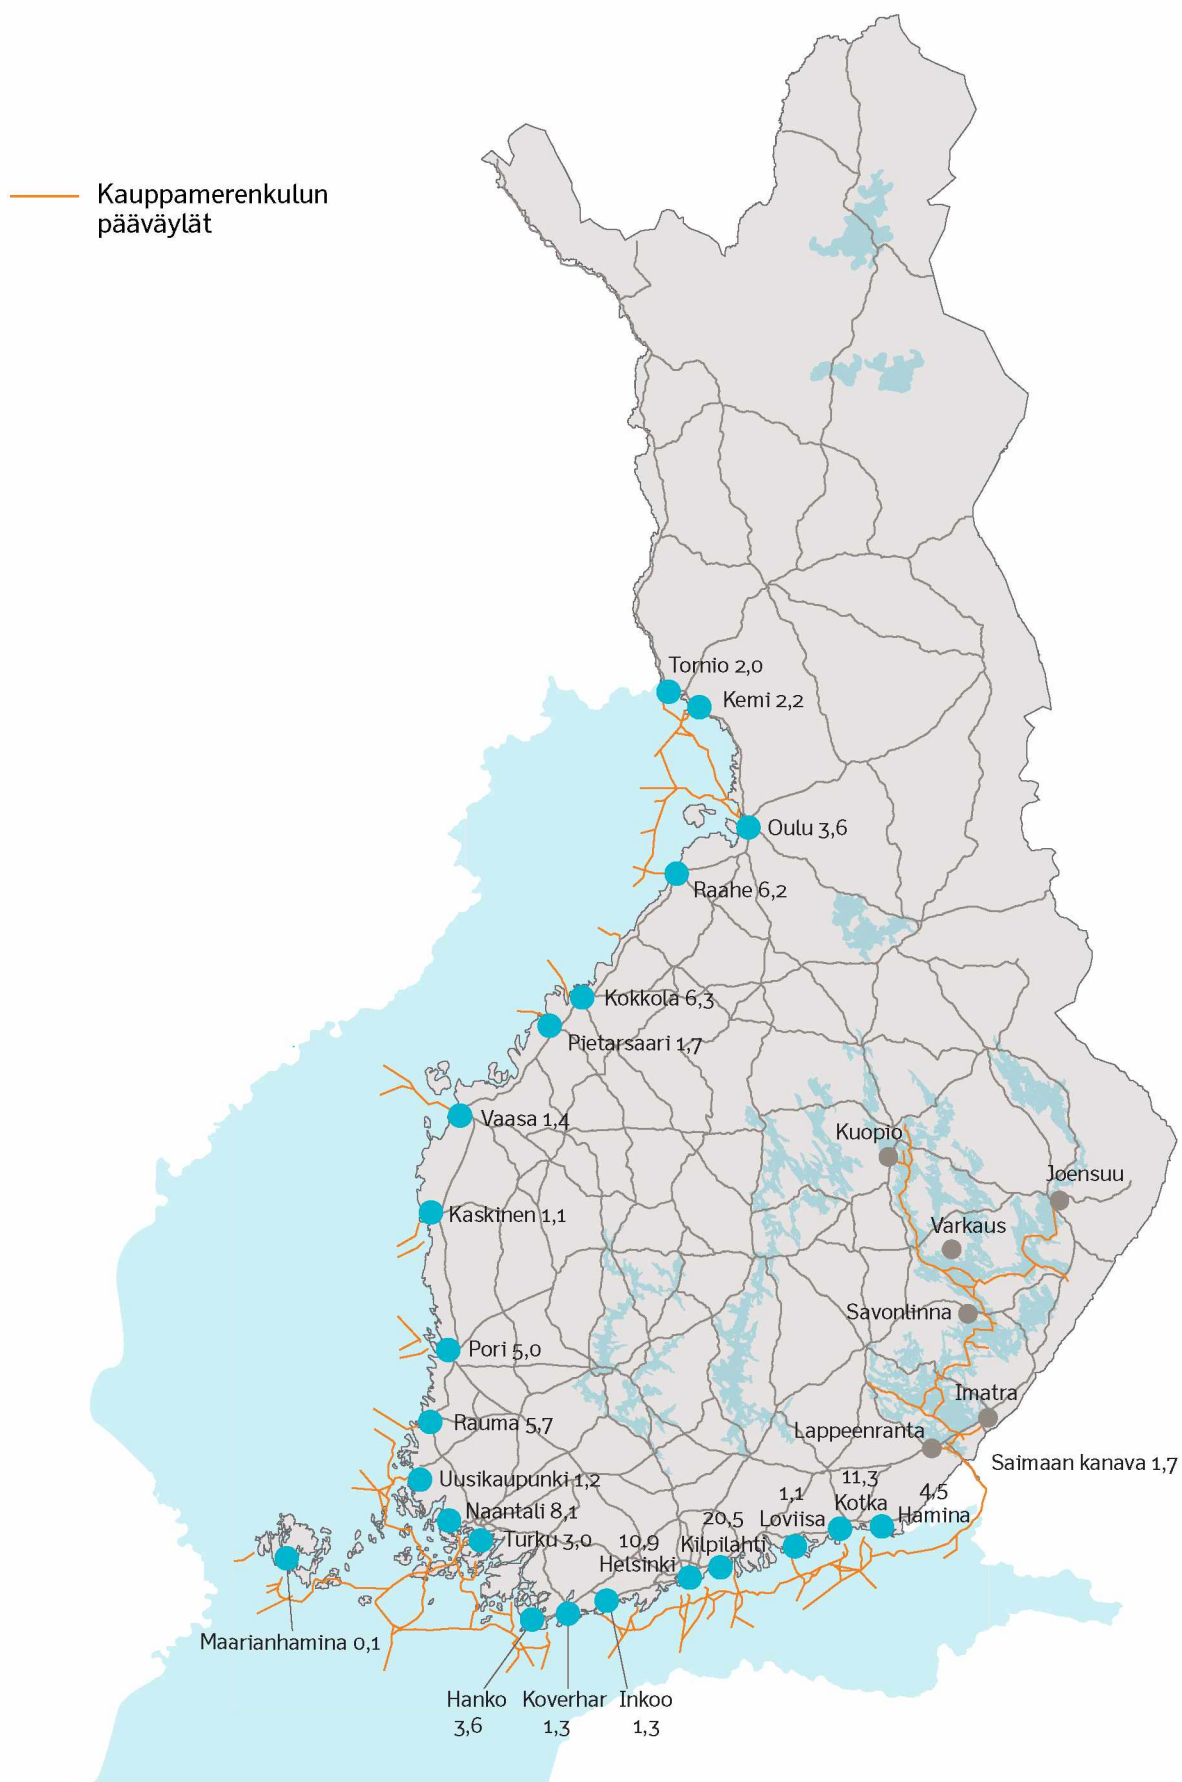 Kauppamerenkulun
pääväylät
Tornio 2,0
Kemi 2,2
Oulu 3,6
Raahe 6,2
Kokkola 6,3
Pietarsaari 1,7
Vaasa 1,4
Kuopio
Joensuu
Kaskinen 1,1
Varkaus
Savonlinna
Pori 5,0
Imatra
Rauma 5,7
Lappeenranta
Saimaan kanava 1,7
Uusikaupunki 1,2
11,3
Kotka
4,5
Hamina
1,1
Loviisa
Naantali 8,1
20,5
Kilpilahti
Turku 3,0
10,9
Helsinki
Maarianhamina 0,1
Hanko
3,6
Koverhar
1,3
Inkoo
1,3